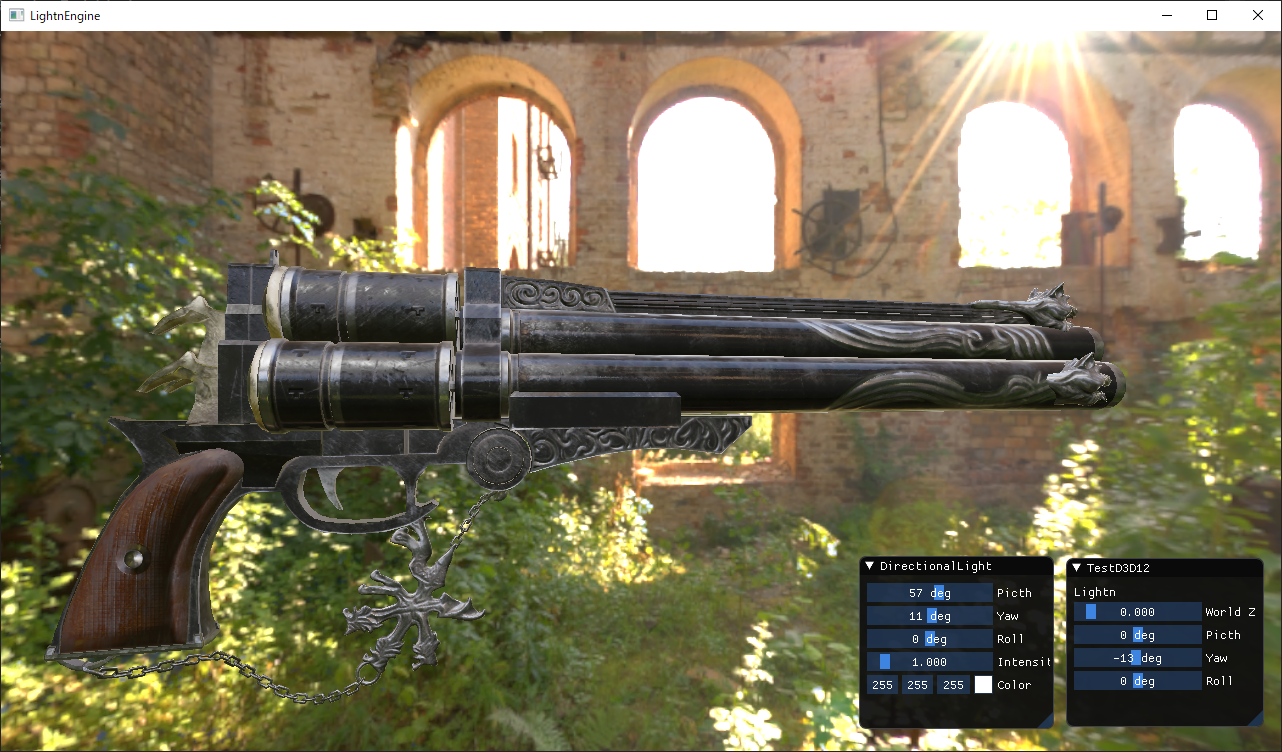 LightnEngine
DirectionalLight
57 deg Picth
11 deg Yaw
0 deg Roll
1.000 Intensit
255 255 255 Color
TestD3D12
Lightn
0.000 World Z
0 deg Picth
-13 deg Yaw
0 deg Roll